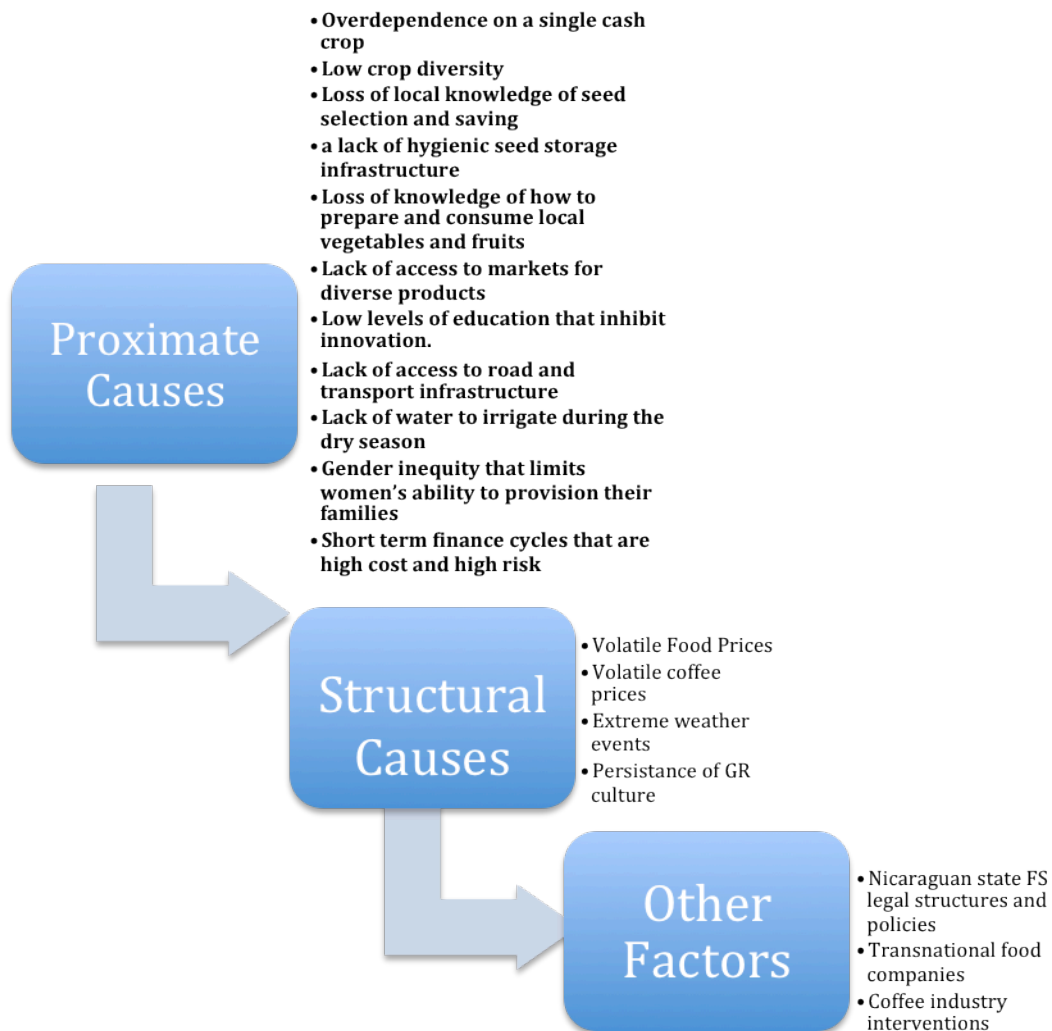 Proximate
Causes
• Overdependence on a single cash
crop
• Low crop diversity
• Loss of local knowledge of seed
selection and saving
• a lack of hygienic seed storage
infrastructure
• Loss of knowledge of how to
prepare and consume local
vegetables and fruits
• Lack of access to markets for
diverse products
• Low levels of education that inhibit
innovation.
• Lack of access to road and
transport infrastructure
• Lack of water to irrigate during the
dry season
• Gender inequity that limits
women's ability to provision their
families
• Short term finance cycles that are
high cost and high risk
Structural
Causes
• Volatile Food Prices
• Volatile coffee
prices
• Extreme weather
events
• Persistance of GR
culture
Other
Factors
• Nicaraguan state FS
legal structures and
policies
• Transnational food
companies
• Coffee industry
interventions